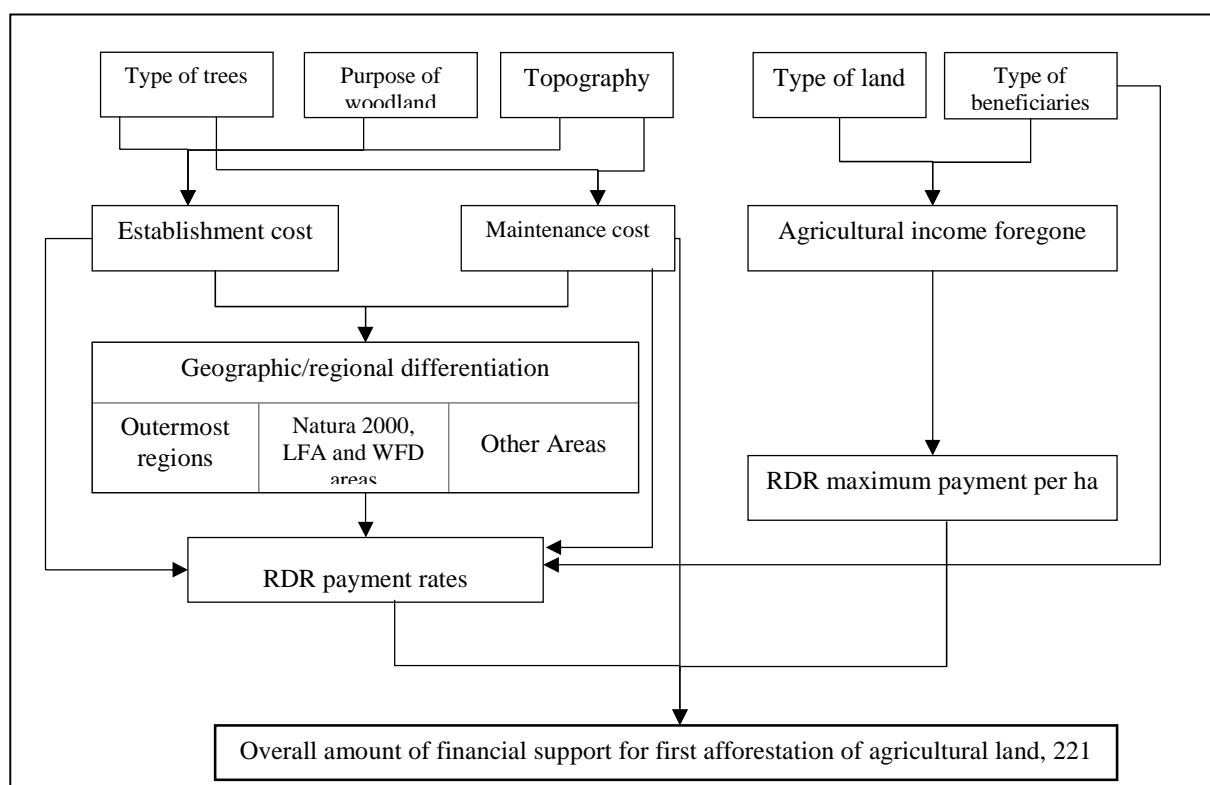 Type of trees
Purpose of
woodland
Topography
Type of land
Type of
beneficiaries
Establishment cost
Maintenance cost
Agricultural income foregone
Geographic/regional differentiation
Outermost
regions
Natura 2000,
LFA and WFD
areas
Other Areas
RDR maximum payment per ha
RDR payment rates
Overall amount of financial support for first afforestation of agricultural land, 221